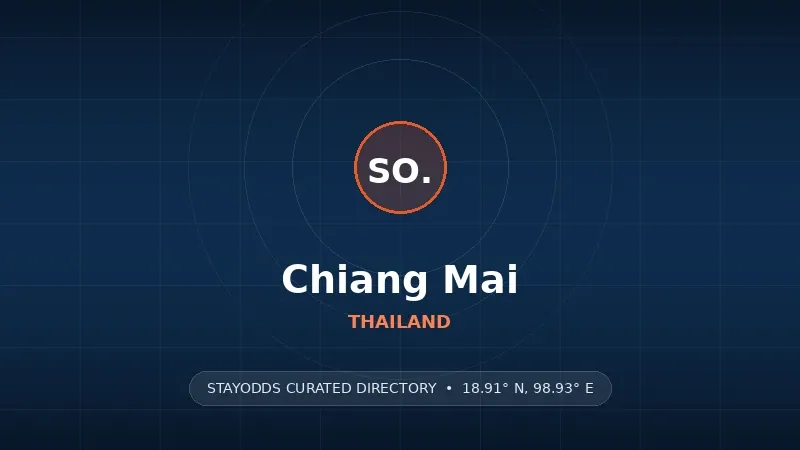 SO.
Chiang Mai
THAILAND
STAYODDS CURATED DIRECTORY • 18.91° N, 98.93° E